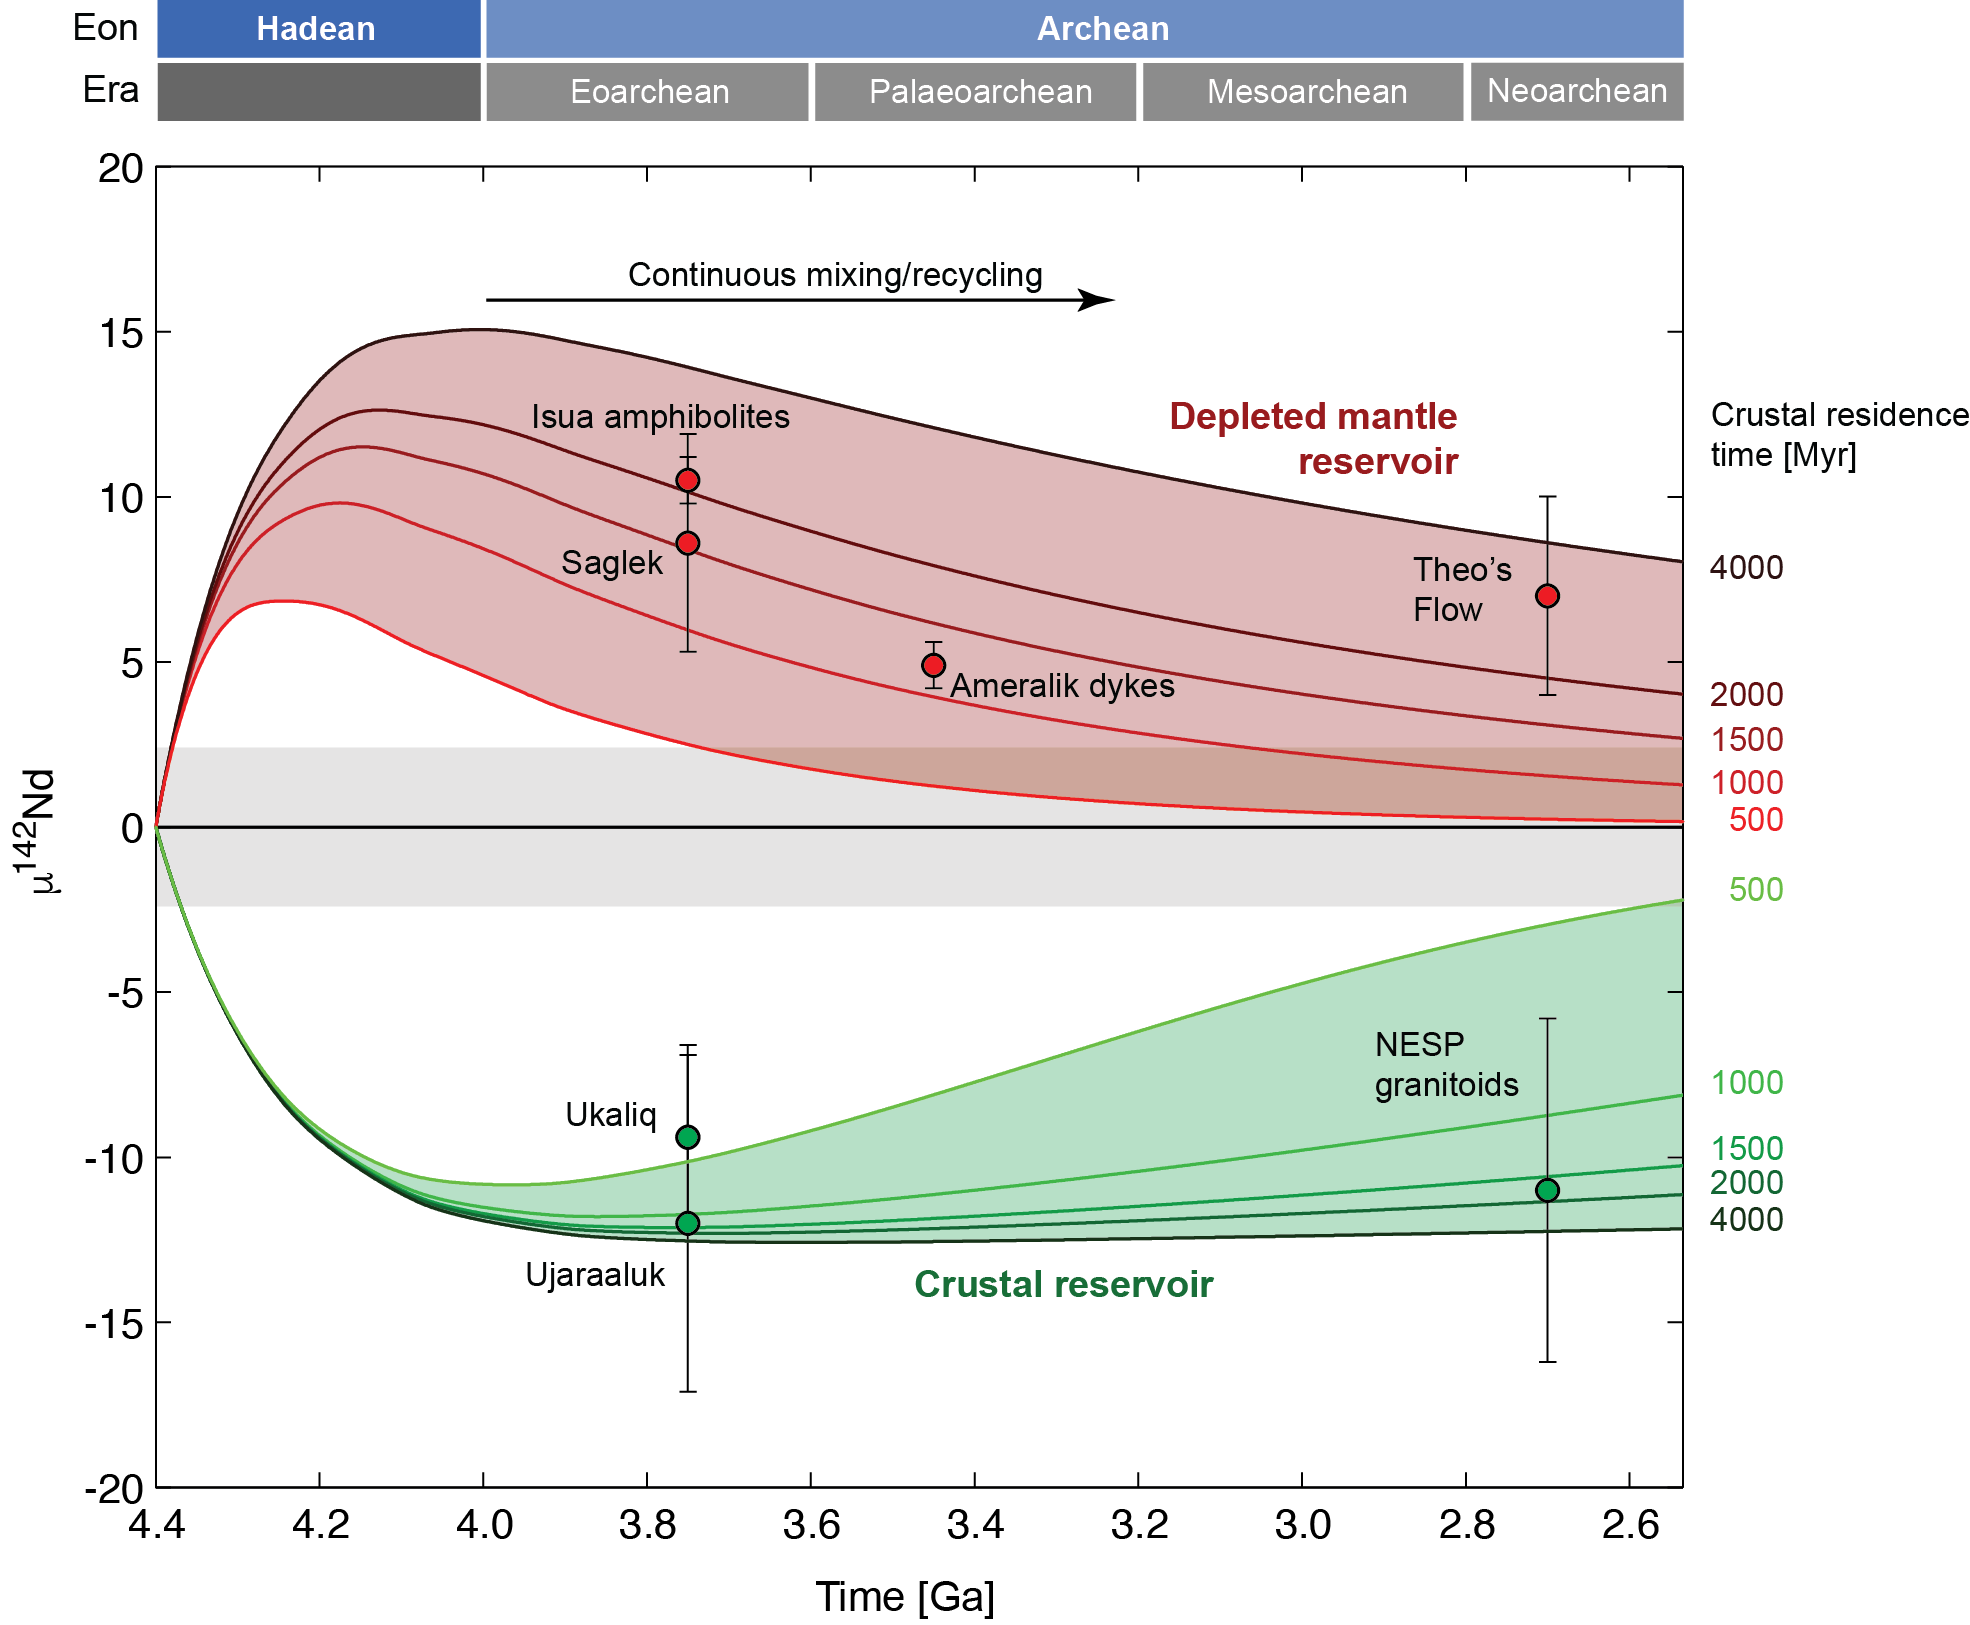 Eon
Hadean
Archean
Era
Eoarchean
Palaeoarchean
Mesoarchean
Neoarchean
20
15
10
5
0
-5
-10
-15
-20
μ¹⁴²Nd
Continuous mixing/recycling
Isua amphibolites
Saglek
Ameralik dykes
Depleted mantle
reservoir
Theo’s
Flow
Ukaliq
Ujaraaluk
NESP
granitoids
Crustal reservoir
Crustal residence
time [Myr]
4000
2000
1500
1000
500
500
1000
1500
2000
4000
4.4
4.2
4.0
3.8
3.6
3.4
3.2
3.0
2.8
2.6
Time [Ga]